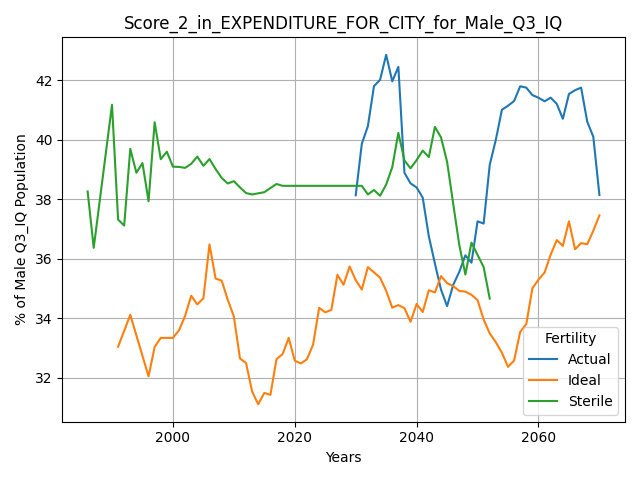 Score_2_in_EXPENDITURE_FOR_CITY_for_Male_Q3_IQ
% of Male Q3_IQ Population
42
40
38
36
34
32
2000
2020
2040
2060
Years
Fertility
Actual
Ideal
Sterile